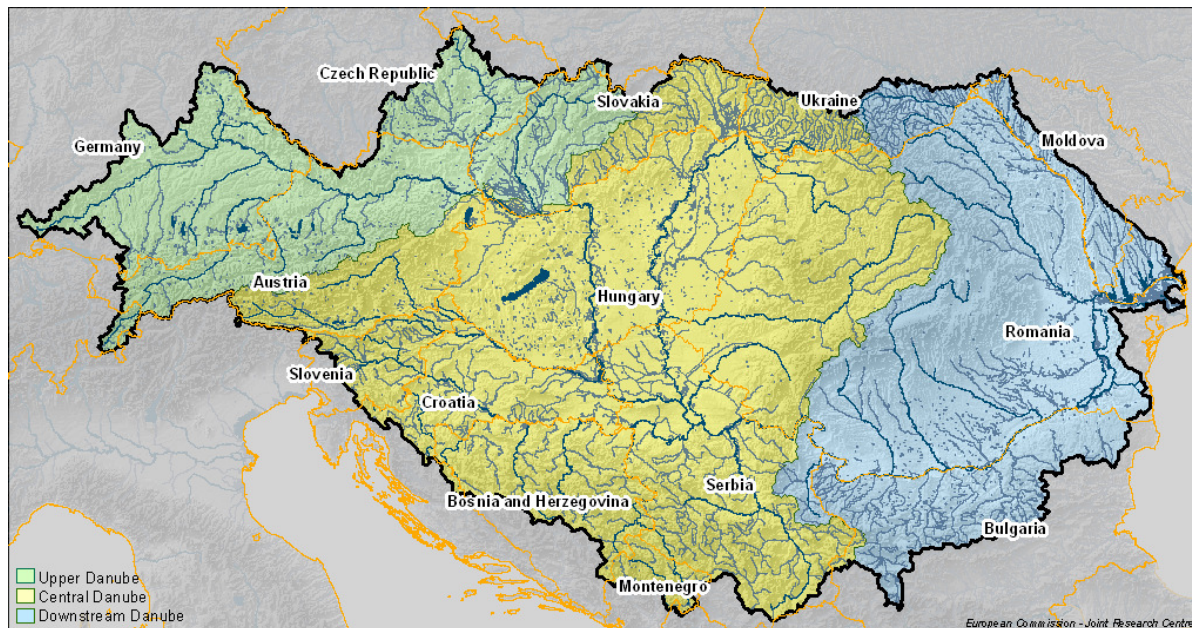 Czech Republic
Slovakia
Ukraine
Germany
Moldova
Austria
Hungary
Romania
Slovenia
Croatia
Serbia
Bosnia and Herzegovina
Bulgaria
Montenegro
Upper Danube
Central Danube
Downstream Danube
European Commission - Joint Research Centre